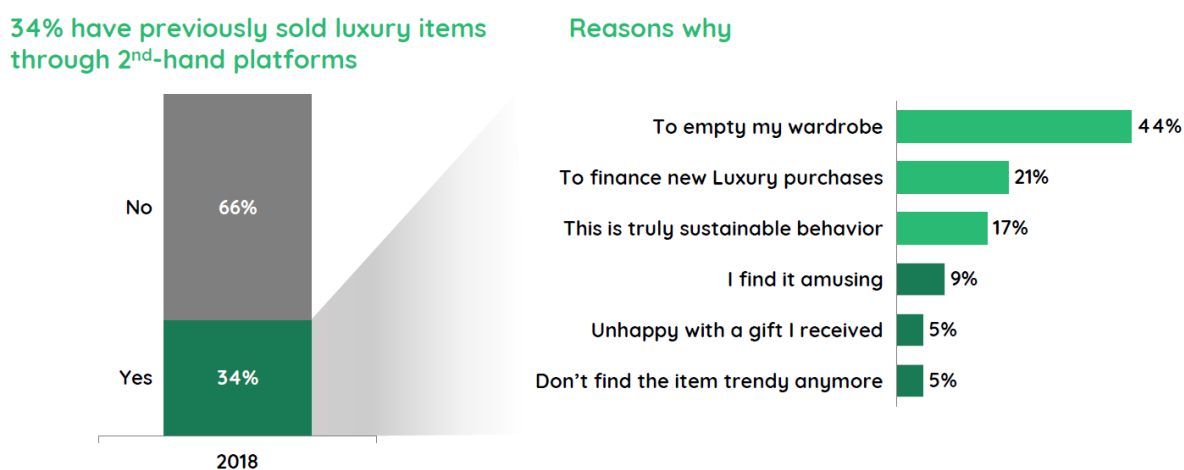 34% have previously sold luxury items
through 2nd-hand platforms
No
66%
Yes
34%
2018
Reasons why
To empty my wardrobe
44%
To finance new Luxury purchases
21%
This is truly sustainable behavior
17%
I find it amusing
9%
Unhappy with a gift I received
5%
Don’t find the item trendy anymore
5%